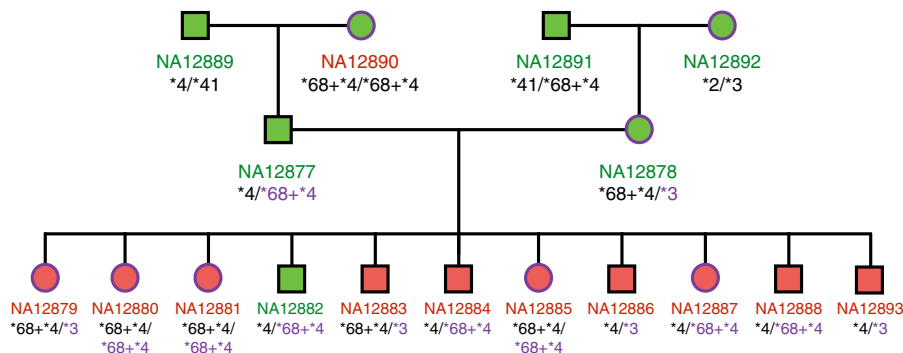 NA12889
*4/*41
NA12890
*68+*4/*68+*4
NA12891
*41/*68+*4
NA12892
*2/*3
NA12877
*4/*68+*4
NA12878
*68+*4/*3
NA12879
*68+*4/*3
NA12880
*68+*4/
*68+*4
NA12881
*68+*4/
*68+*4
NA12882
*4/*68+*4
NA12883
*68+*4/*3
NA12884
*4/*68+*4
NA12885
*68+*4/
*68+*4
NA12886
*4/*3
NA12887
*4/*68+*4
NA12888
*4/*68+*4
NA12893
*4/*3